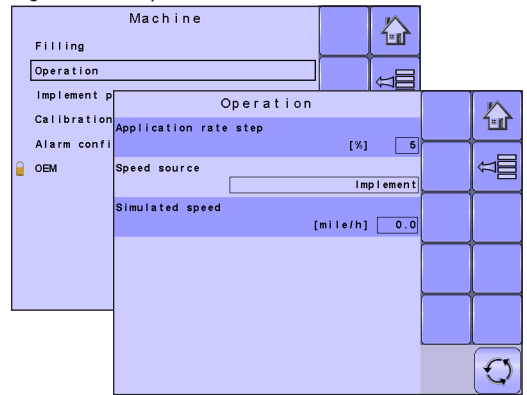 Machine
Filling
Operation
Implement p
Calibration
Alarm confi
OEM
Operation
Application rate step
[%] 5
Speed source
Implement
Simulated speed
[mile/h] 0.0